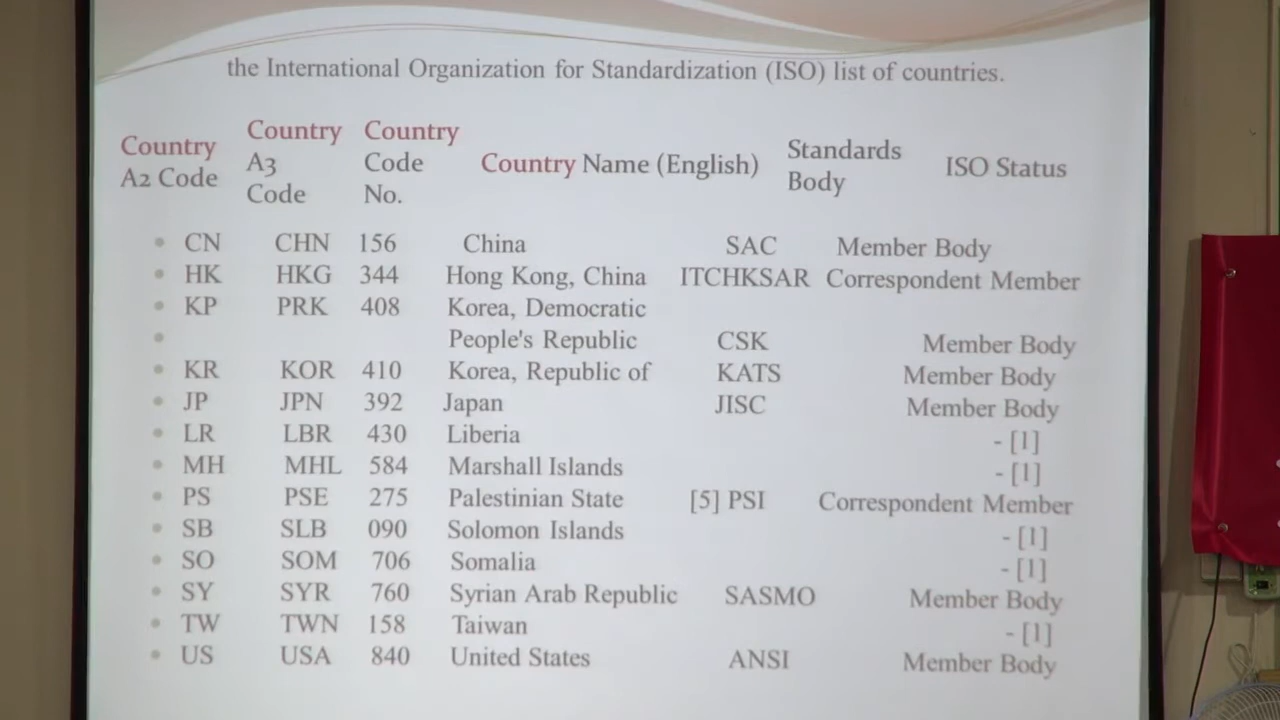 the International Organization for Standardization (ISO) list of countries.
Country A2 Code Country A3 Code Country Code No. Country Name (English) Standards Body ISO Status
• CN CHN 156 China SAC Member Body
• HK HKG 344 Hong Kong, China ITCHKSAR Correspondent Member
• KP PRK 408 Korea, Democratic
• People's Republic CSK Member Body
• KR KOR 410 Korea, Republic of KATS Member Body
• JP JPN 392 Japan JISC Member Body
• LR LBR 430 Liberia - [1]
• MH MHL 584 Marshall Islands - [1]
• PS PSE 275 Palestinian State [5] PSI Correspondent Member
• SB SLB 090 Solomon Islands - [1]
• SO SOM 706 Somalia - [1]
• SY SYR 760 Syrian Arab Republic SASMO Member Body
• TW TWN 158 Taiwan - [1]
• US USA 840 United States ANSI Member Body